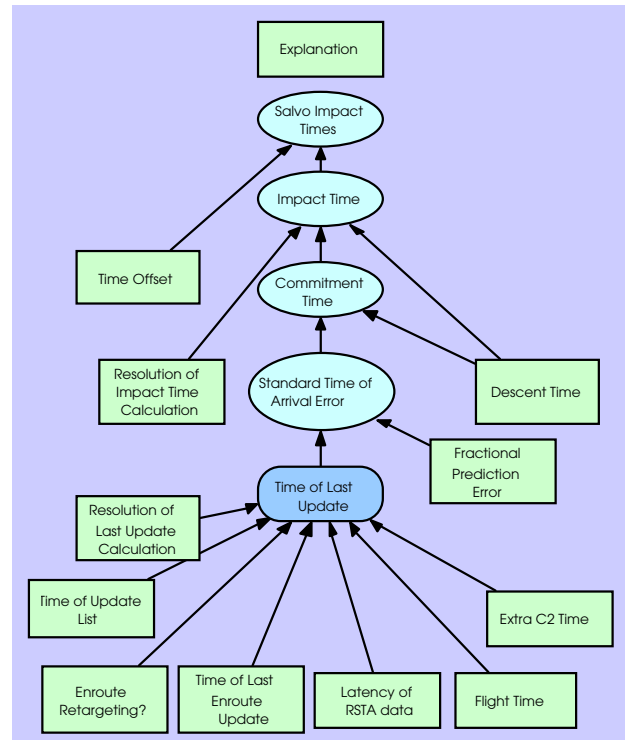 Explanation
Salvo Impact
Times
Impact Time
Time Offset
Commitment
Time
Resolution of
Impact Time
Calculation
Standard Time of
Arrival Error
Descent Time
Fractional
Prediction
Error
Time of Last
Update
Resolution of
Last Update
Calculation
Time of Update
List
Extra C2 Time
Enroute
Retargeting?
Time of Last
Enroute
Update
Latency of
RSTA data
Flight Time